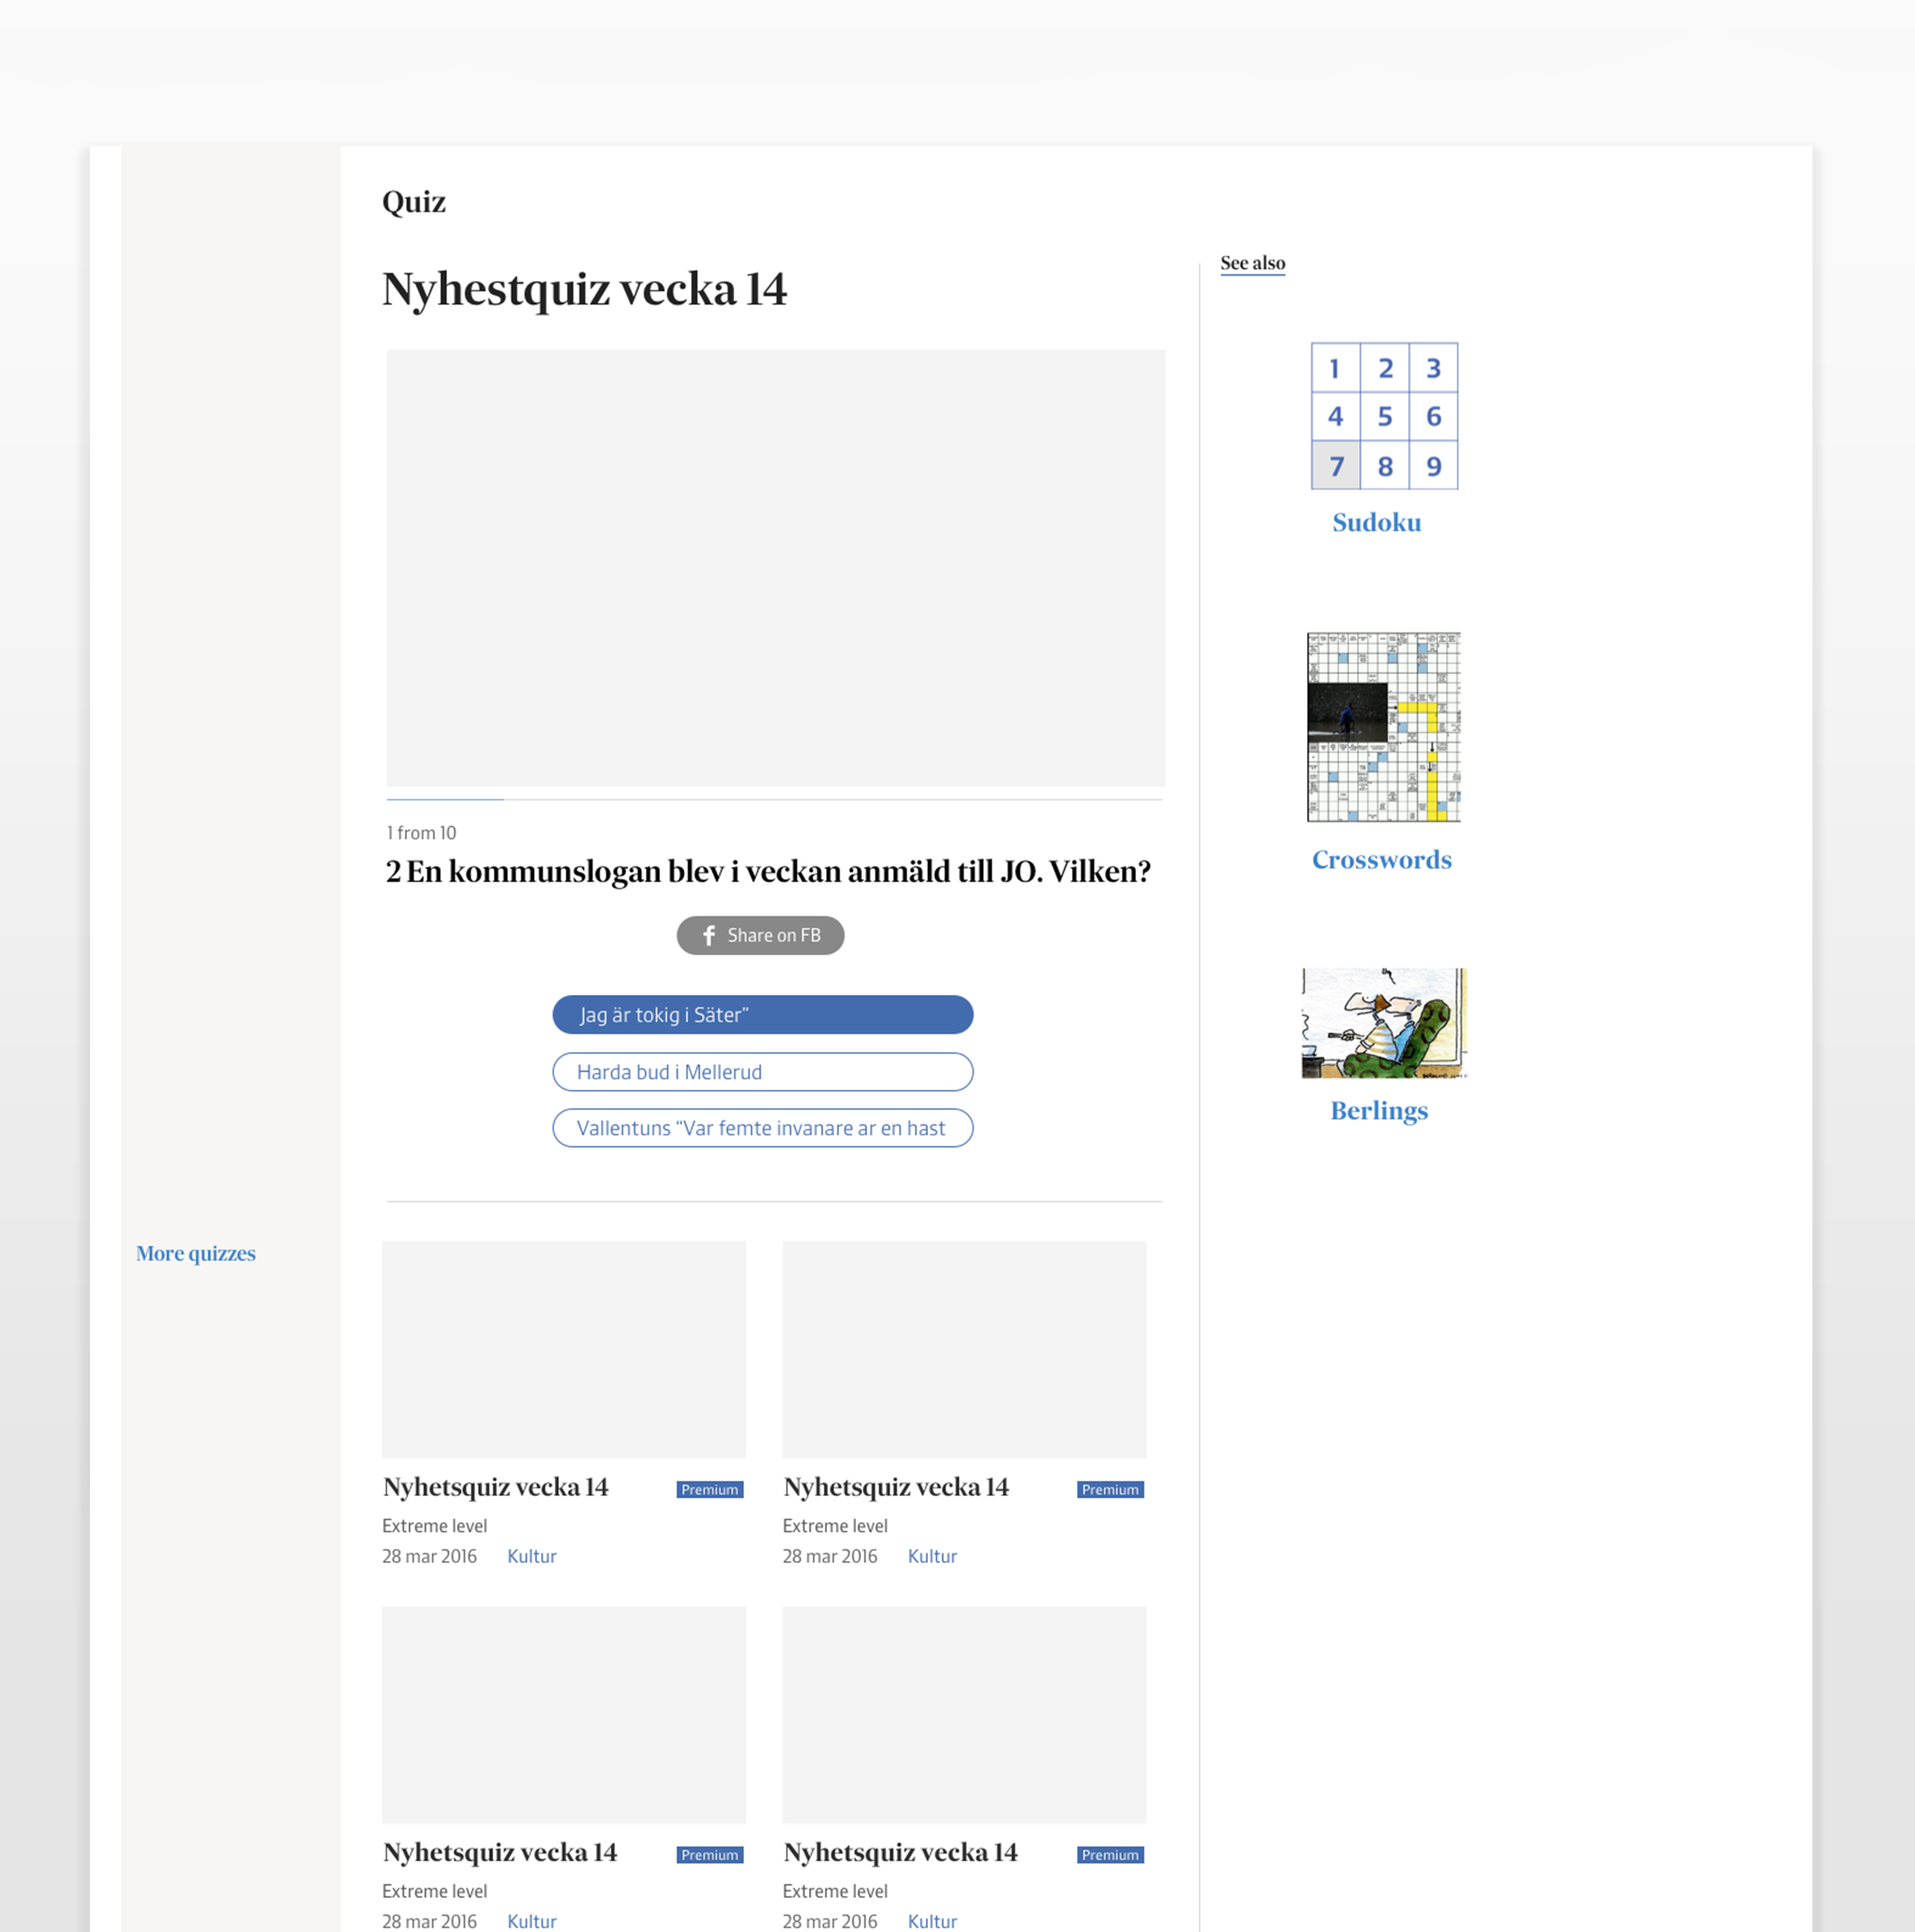 Quiz
Nyhestquiz vecka 14
1 from 10
2 En kommunslogan blev i veckan anmäld till JO. Vilken?
Share on FB
Jag är tokig i Säter”
Harda bud i Mellerud
Vallentuns “Var femte invanare ar en hast
See also
1 2 3
4 5 6
7 8 9
Sudoku
Crosswords
Berlings
More quizzes
Nyhetsquiz vecka 14 Premium
Extreme level
28 mar 2016 Kultur
Nyhetsquiz vecka 14 Premium
Extreme level
28 mar 2016 Kultur
Nyhetsquiz vecka 14 Premium
Extreme level
28 mar 2016 Kultur
Nyhetsquiz vecka 14 Premium
Extreme level
28 mar 2016 Kultur